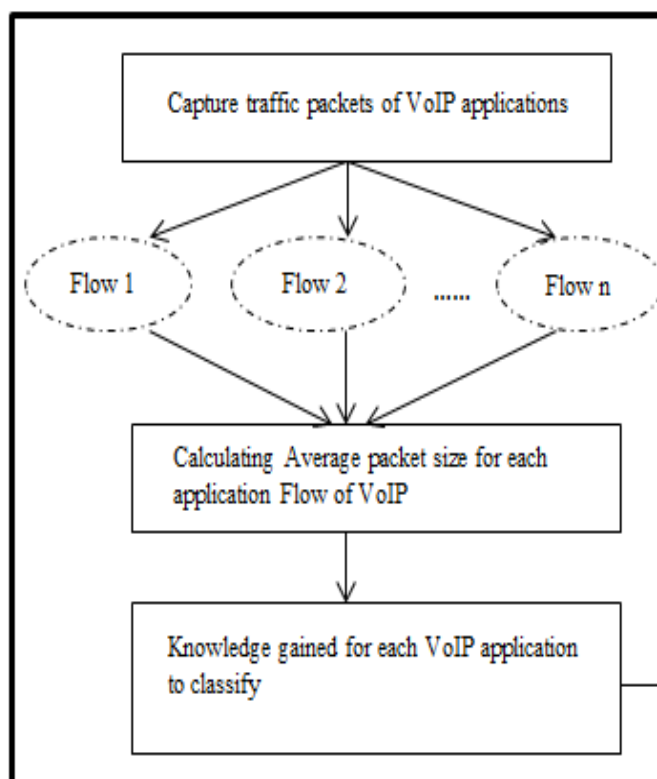 Capture traffic packets of VoIP applications
Flow 1
Flow 2
......
Flow n
Calculating Average packet size for each
application Flow of VoIP
Knowledge gained for each VoIP application
to classify